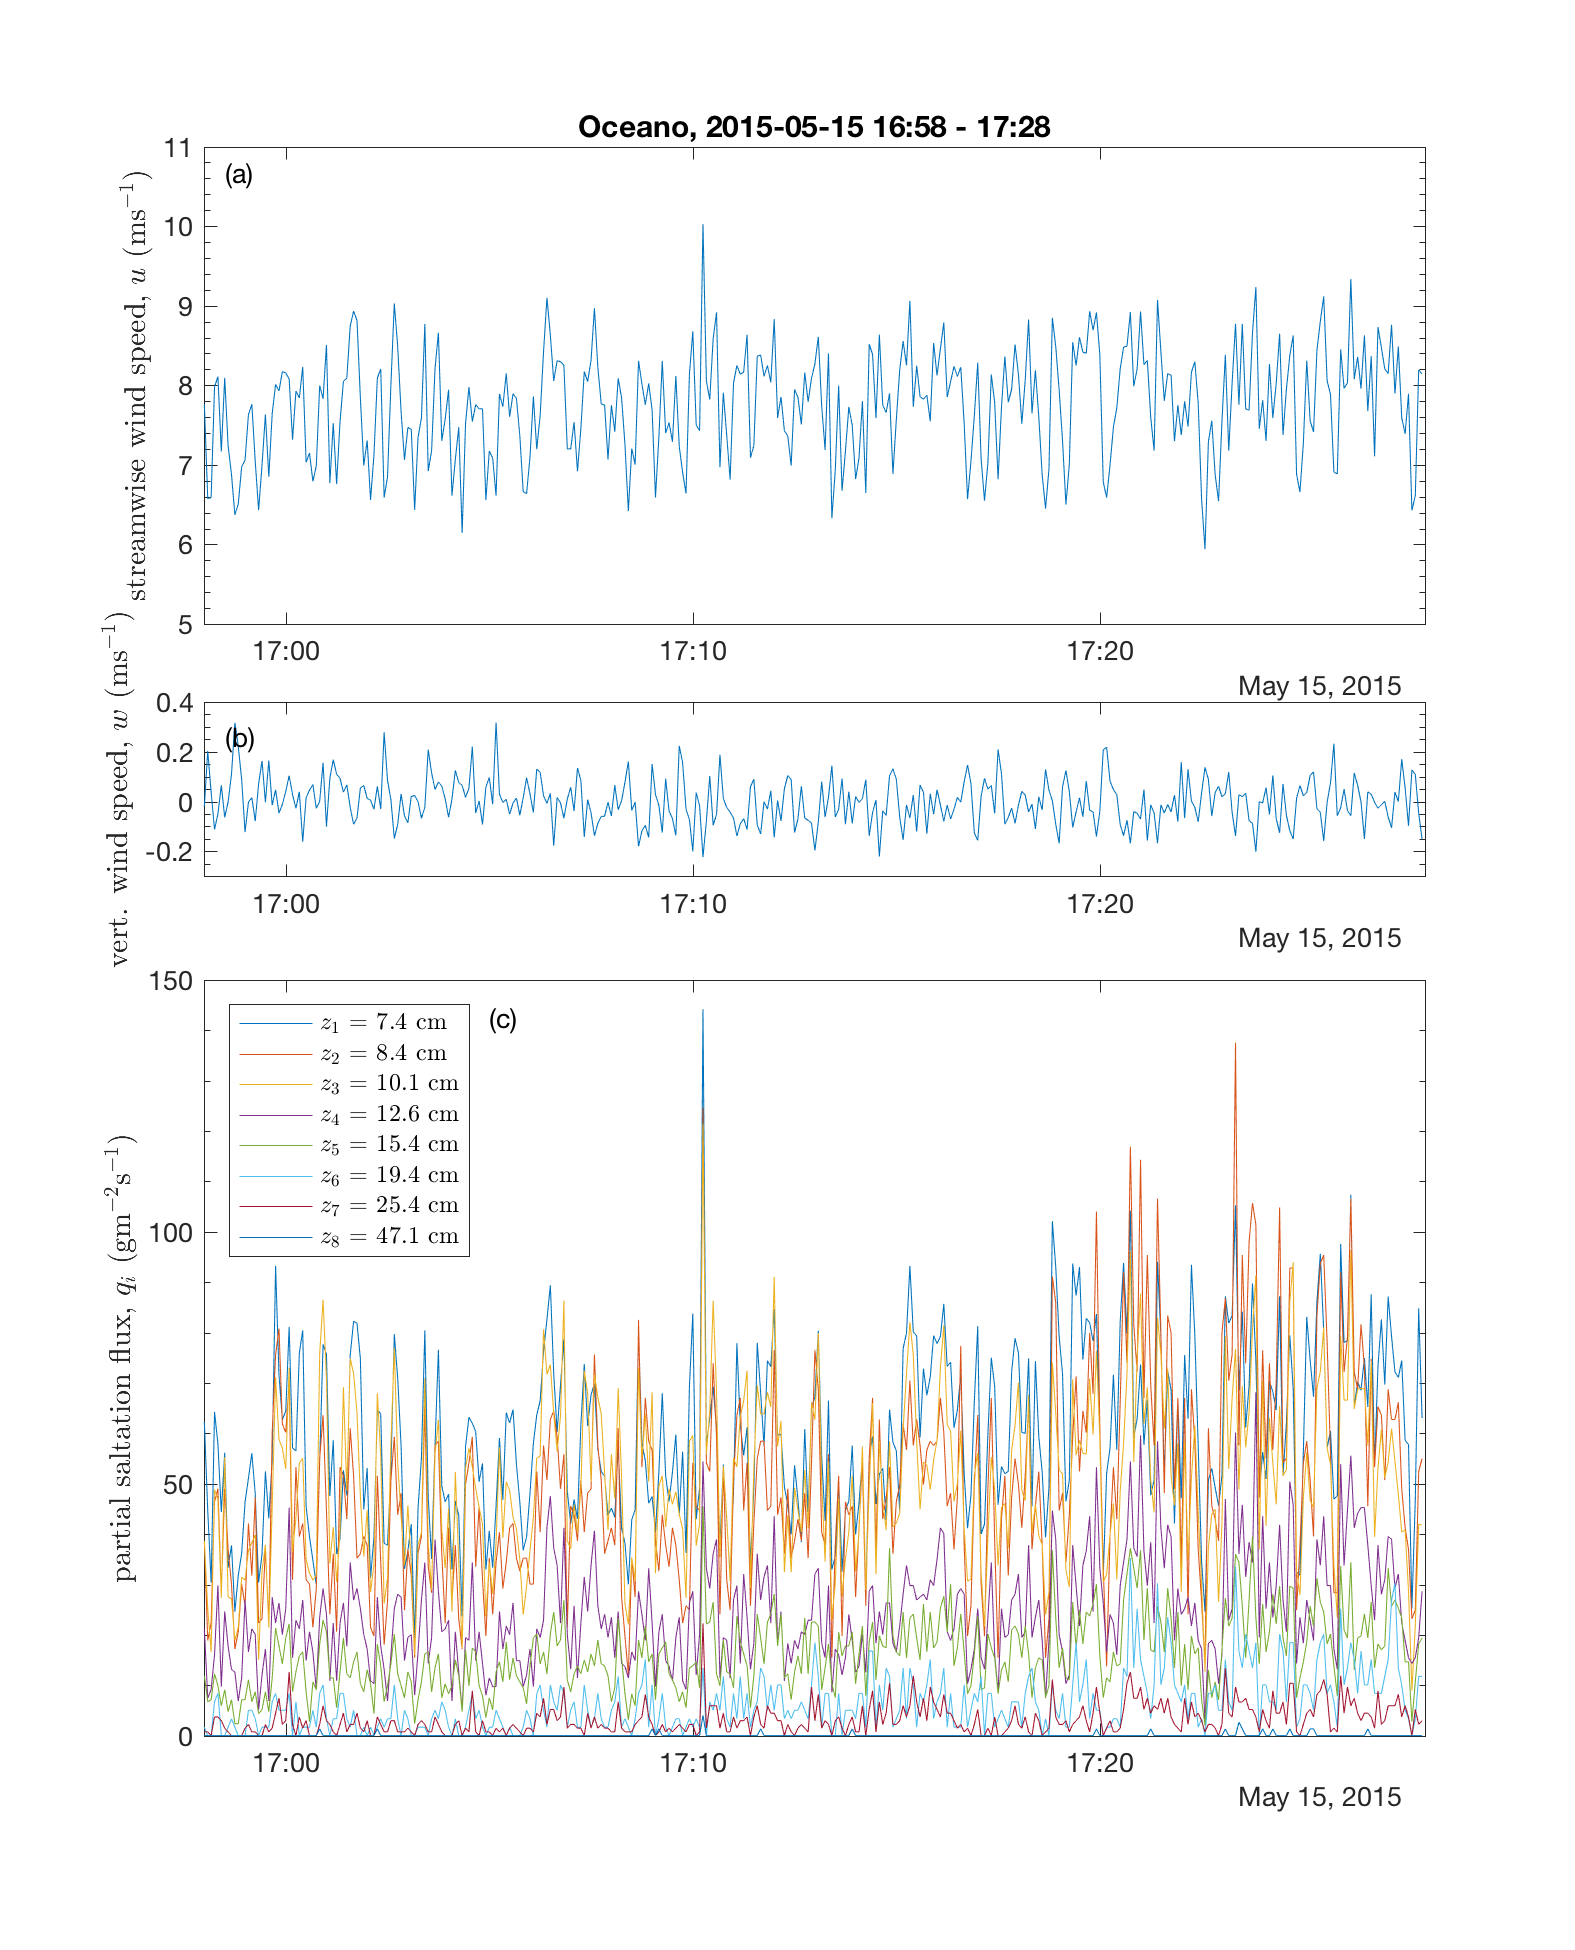 Oceano, 2015-05-15 16:58 - 17:28
(a)
streamwise wind speed, u (ms⁻¹)
11
10
9
8
7
6
5
17:00 17:10 17:20
May 15, 2015
(b)
vert. wind speed, w (ms⁻¹)
0.4
0.2
0
-0.2
17:00 17:10 17:20
May 15, 2015
(c)
partial saltation flux, qᵢ (gm⁻²s⁻¹)
150
100
50
0
z₁ = 7.4 cm
z₂ = 8.4 cm
z₃ = 10.1 cm
z₄ = 12.6 cm
z₅ = 15.4 cm
z₆ = 19.4 cm
z₇ = 25.4 cm
z₈ = 47.1 cm
17:00 17:10 17:20
May 15, 2015